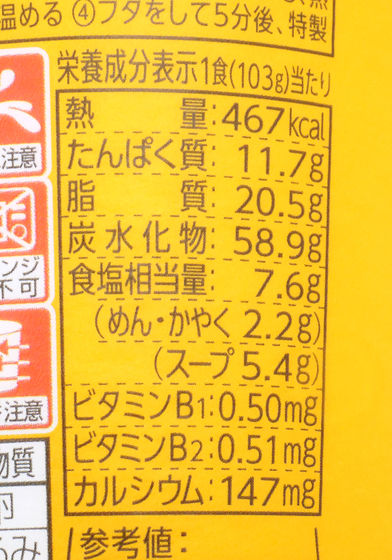 温める ④フタをして5分後、特製
栄養成分表示1食(103g)当たり
熱量:467kcal
たんぱく質:11.7g
脂質:20.5g
炭水化物:58.9g
食塩相当量:7.6g
(めん・かやく 2.2g)
(スープ 5.4g)
ビタミンB1:0.50mg
ビタミンB2:0.51mg
カルシウム:147mg
参考値:
注意
ンジ
不可
注意
物質
卵